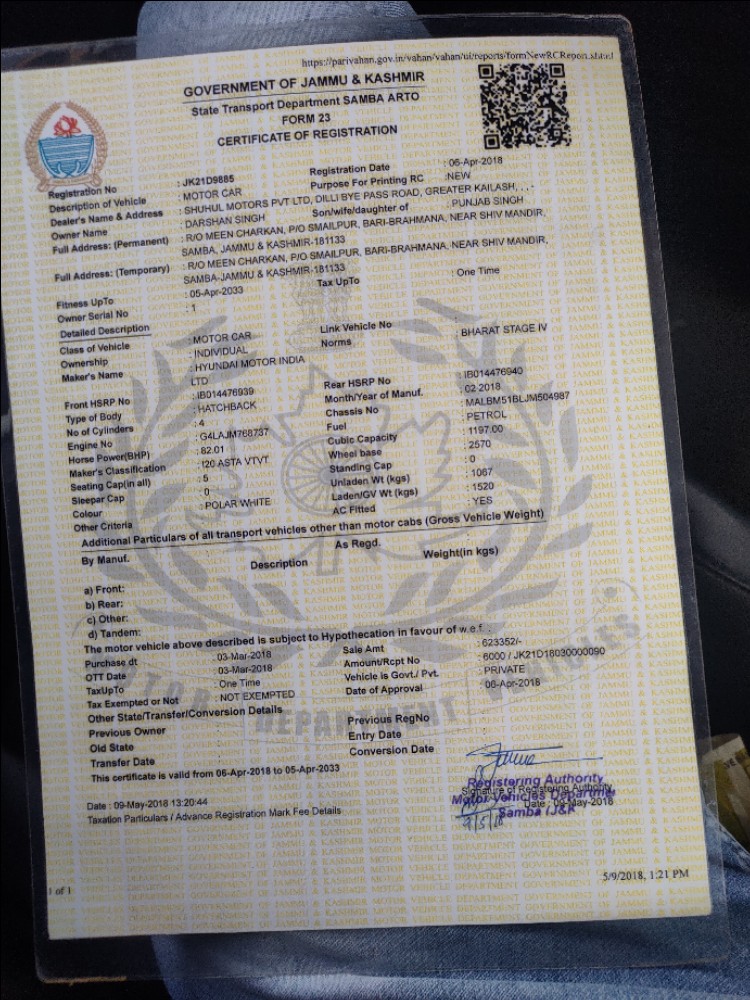 https://parivahan.gov.in/vahan/vahan/ui/reports/formNewRCReport.xhtml
GOVERNMENT OF JAMMU & KASHMIR
State Transport Department SAMBA ARTO
FORM 23
CERTIFICATE OF REGISTRATION
Registration No : JK21D9885 Registration Date : 06-Apr-2018
Description of Vehicle : MOTOR CAR Purpose For Printing RC : NEW
Dealer's Name & Address : SHUHUL MOTORS PVT LTD, DILLI BYE PASS ROAD, GREATER KAILASH, , , -
Owner Name : DARSHAN SINGH Son/wife/daughter of : PUNJAB SINGH
Full Address: (Permanent) : R/O MEEN CHARKAN, P/O SMAILPUR, BARI-BRAHMANA, NEAR SHIV MANDIR,
SAMBA, JAMMU & KASHMIR-181133
Full Address: (Temporary) : R/O MEEN CHARKAN, P/O SMAILPUR, BARI-BRAHMANA, NEAR SHIV MANDIR,
SAMBA-JAMMU & KASHMIR-181133
Fitness UpTo : 05-Apr-2033 Tax UpTo : One Time
Owner Serial No : 1
Detailed Description
Class of Vehicle : MOTOR CAR Link Vehicle No
Ownership : INDIVIDUAL Norms : BHARAT STAGE IV
Maker's Name : HYUNDAI MOTOR INDIA
LTD
Front HSRP No : IB014476939 Rear HSRP No : IB014476940
Type of Body : HATCHBACK Month/Year of Manuf. : 02 2018
No of Cylinders : 4 Chassis No : MALBM51BLJM504987
Engine No : G4LAJM768737 Fuel : PETROL
Horse Power(BHP) : 82.01 Cubic Capacity : 1197.00
Maker's Classification : I20 ASTA VTVT Wheel base : 2570
Seating Cap(in all) : 5 Standing Cap : 0
Sleeper Cap : 0 Unladen Wt (kgs) : 1067
Colour : POLAR WHITE Laden/GV Wt (kgs) : 1520
Other Criteria AC Fitted : YES
Additional Particulars of all transport vehicles other than motor cabs (Gross Vehicle Weight)
By Manuf. As Regd.
Description Weight(in kgs)
a) Front:
b) Rear:
c) Other:
d) Tandem:
The motor vehicle above described is subject to Hypothecation in favour of w.e.f. .
Purchase dt : 03-Mar-2018 Sale Amt : 623352/-
OTT Date : 03-Mar-2018 Amount/Rcpt No : 6000 / JK21D18030000090
TaxUpTo : One Time Vehicle is Govt./ Pvt. : PRIVATE
Tax Exempted or Not : NOT EXEMPTED Date of Approval : 06-Apr-2018
Other State/Transfer/Conversion Details
Previous Owner Previous RegNo
Old State Entry Date
Transfer Date Conversion Date
This certificate is valid from 06-Apr-2018 to 05-Apr-2033
Registering Authority
Signature of Registering Authority
Motor Vehicles Departme
Date : 09-May-2018 13:20:44 Date : 09-May-2018
Samba (J&K
9/5/18
Taxation Particulars / Advance Registration Mark Fee Details
1 of 1 5/9/2018, 1:21 PM